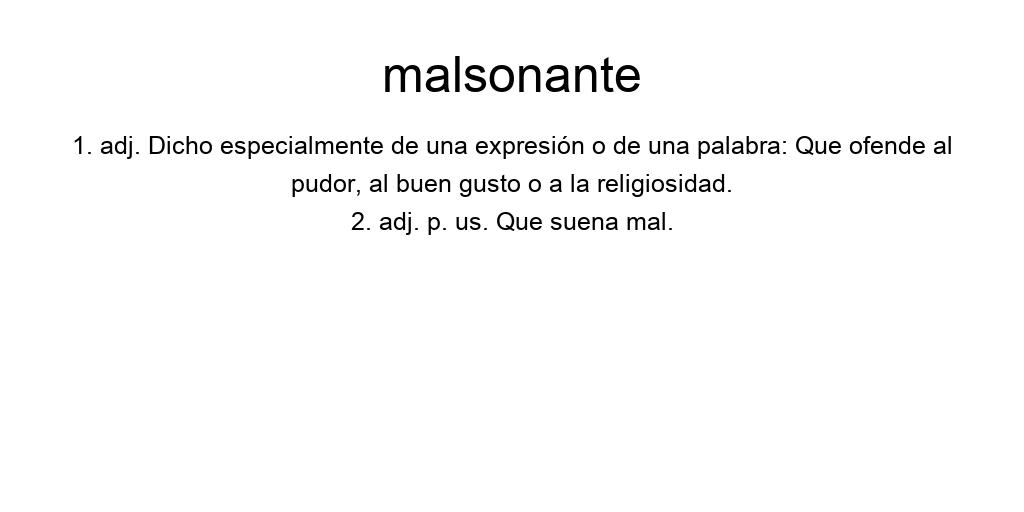 malsonante
1. adj. Dicho especialmente de una expresión o de una palabra: Que ofende al
pudor, al buen gusto o a la religiosidad.
2. adj. p. us. Que suena mal.